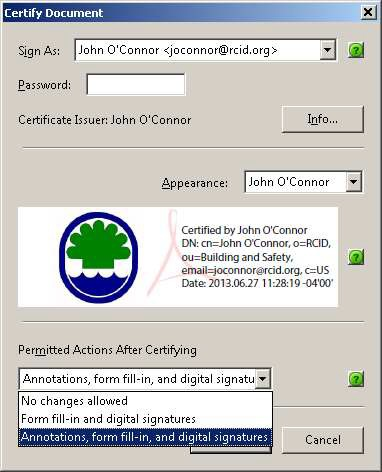 Certify Document
Sign As: John O'Connor <joconnor@rcid.org>
Password:
Certificate Issuer: John O'Connor Info...
Appearance: John O'Connor
Certified by John O'Connor
DN: cn=John O'Connor, o=RCID,
ou=Building and Safety,
email=joconnor@rcid.org, c=US
Date: 2013.06.27 11:28:19 -04'00'
Permitted Actions After Certifying
Annotations, form fill-in, and digital signatu
No changes allowed
Form fill-in and digital signatures
Annotations, form fill-in, and digital signatures
Cancel